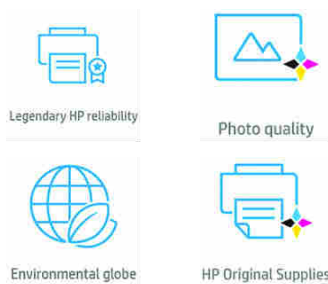 Legendary HP reliability
Photo quality
Environmental globe
HP Original Supplies